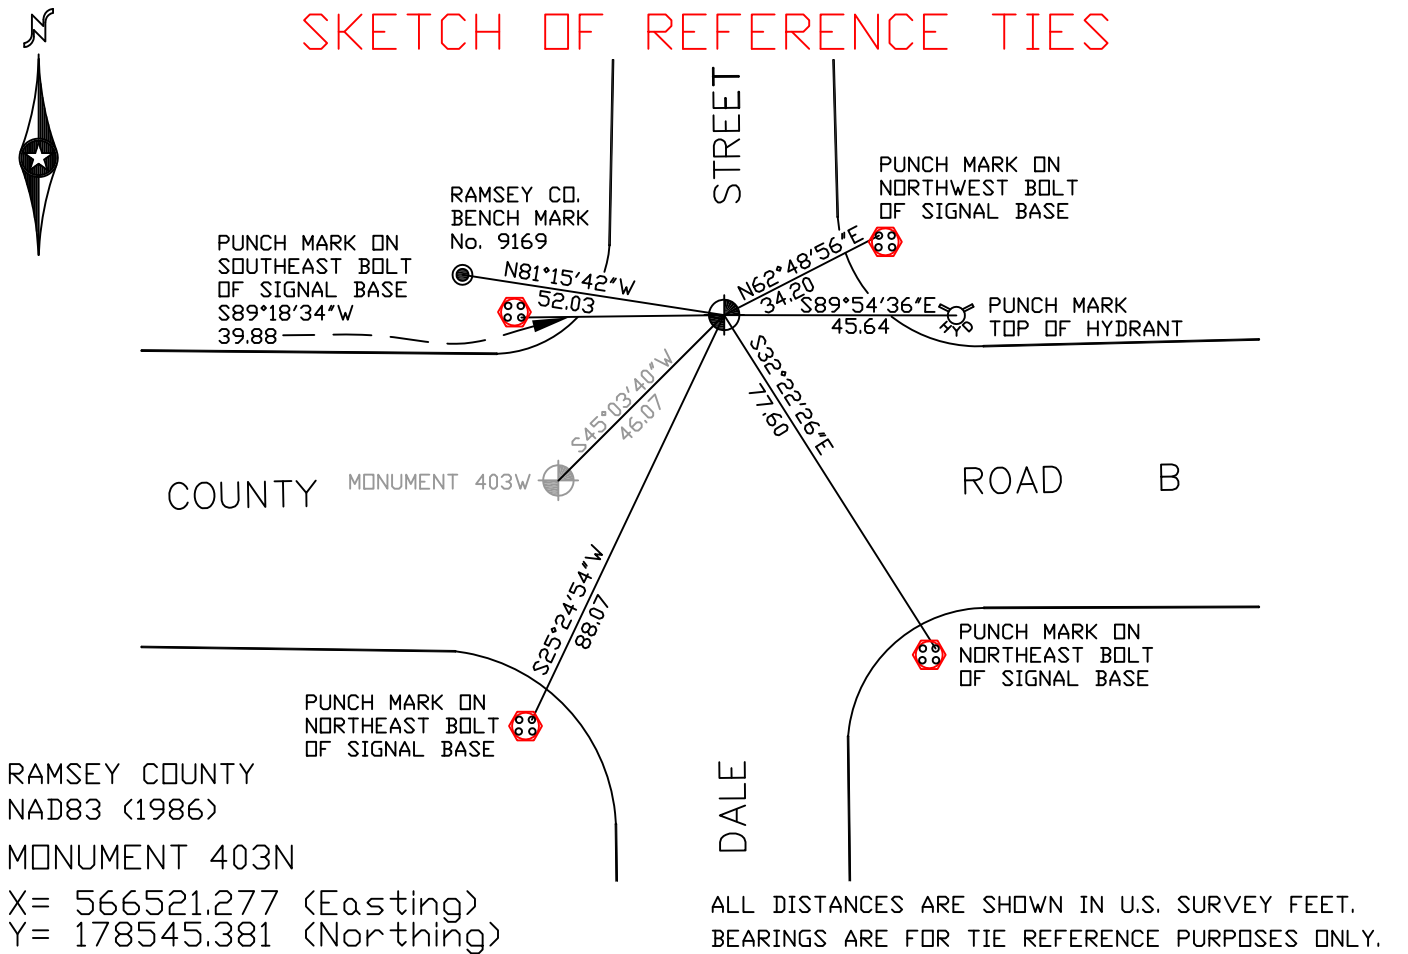 N
SKETCH OF REFERENCE TIES
STREET
PUNCH MARK ON
NORTHWEST BOLT
OF SIGNAL BASE
RAMSEY CO.
BENCH MARK
No. 9169
PUNCH MARK ON
SOUTHEAST BOLT
OF SIGNAL BASE
S89°18'34"W
39.88
N81°15'42"W
52.03
N62°48'56"E
34.20
S89°54'36"E
45.64
HYD
PUNCH MARK
TOP OF HYDRANT
S45°03'40"W
46.07
S32°22'26"E
77.60
MONUMENT 403W
COUNTY
ROAD B
S25°24'54"W
88.07
PUNCH MARK ON
NORTHEAST BOLT
OF SIGNAL BASE
PUNCH MARK ON
NORTHEAST BOLT
OF SIGNAL BASE
DALE
RAMSEY COUNTY
NAD83 (1986)
MONUMENT 403N
X= 566521.277 (Easting)
Y= 178545.381 (Northing)
ALL DISTANCES ARE SHOWN IN U.S. SURVEY FEET.
BEARINGS ARE FOR TIE REFERENCE PURPOSES ONLY.